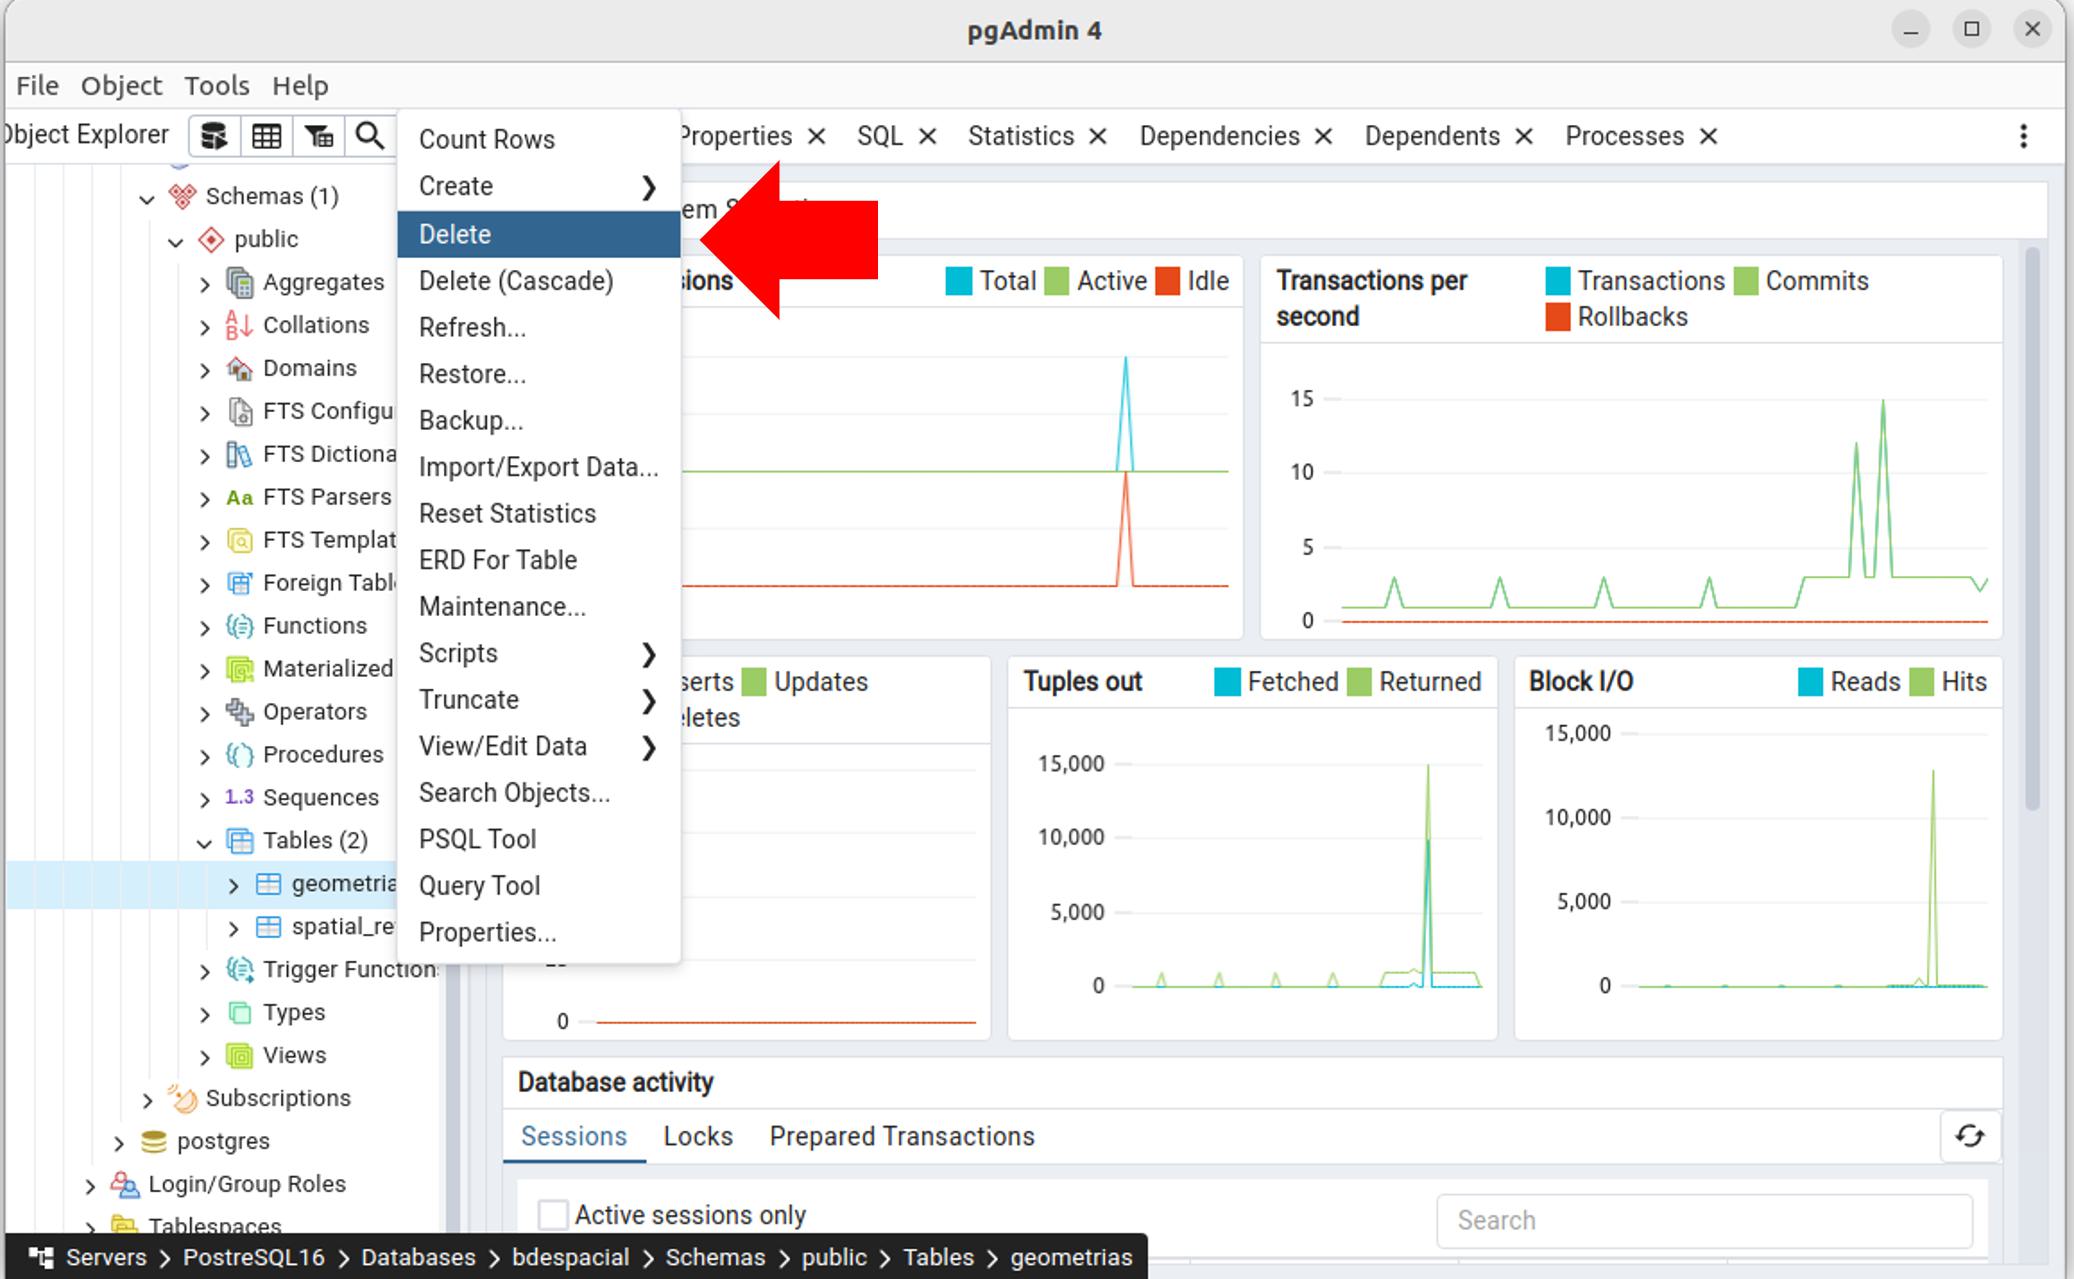 pgAdmin 4
File Object Tools Help
Object Explorer
Properties SQL Statistics Dependencies Dependents Processes
Schemas (1)
public
Aggregates
Collations
Domains
FTS Configu
FTS Dictiona
FTS Parsers
FTS Templat
Foreign Tabl
Functions
Materialized
Operators
Procedures
1..3 Sequences
Tables (2)
geometria
spatial_re
Trigger Function
Types
Views
Subscriptions
postgres
Login/Group Roles
Tablespaces
Count Rows
Create
Delete
Delete (Cascade)
Refresh...
Restore...
Backup...
Import/Export Data...
Reset Statistics
ERD For Table
Maintenance...
Scripts
Truncate
View/Edit Data
Search Objects...
PSQL Tool
Query Tool
Properties...
em S
sions Total Active Idle
Transactions per second
Transactions Commits
Rollbacks
15
10
5
0
serts Updates
eletes
0
Tuples out Fetched Returned
15,000
10,000
5,000
0
Block I/O Reads Hits
15,000
10,000
5,000
0
Database activity
Sessions Locks Prepared Transactions
Active sessions only
Search
Servers > PostreSQL16 > Databases > bdespacial > Schemas > public > Tables > geometrias